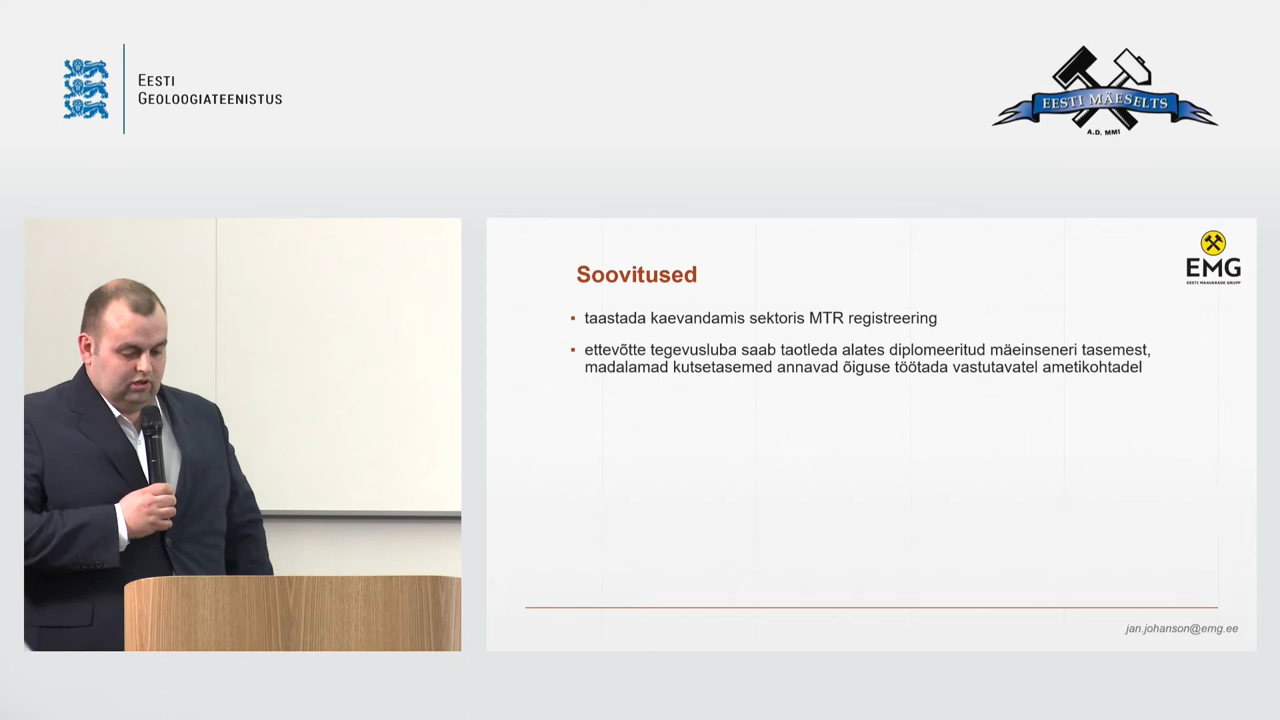 EESTI
GEOLOOGIATEENISTUS
EESTI MÄESELTS
A.D. MMI
EMG
EESTI MAAVARADE GRUPP
Soovitused
▪ taastada kaevandamis sektoris MTR registreering
▪ ettevõtte tegevusluba saab taotleda alates diplomeeritud mäeinseneri tasemest,
madalamad kutsetasemed annavad õiguse töötada vastutavatel ametikohtadel
jan.johanson@emg.ee